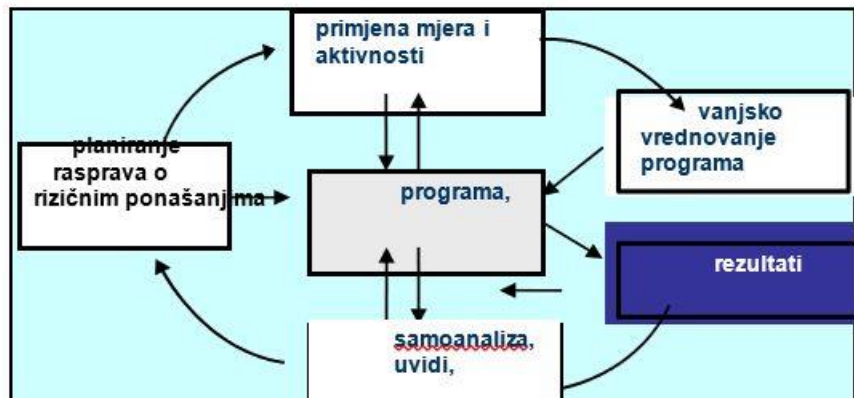 primjena mjera i
aktivnosti
vanjsko
vrednovanje
programa
planiranje
rasprava o
rizičnim ponašanjima
programa,
rezultati
samoanaliza,
uvidi,